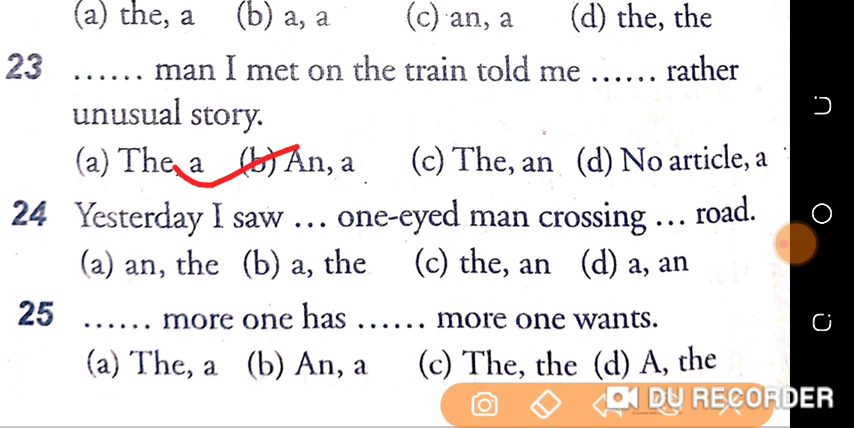 (a) the, a (b) a, a (c) an, a (d) the, the
23 ...... man I met on the train told me ...... rather
unusual story.
(a) The, a (b) An, a (c) The, an (d) No article, a
24 Yesterday I saw ... one-eyed man crossing ... road.
(a) an, the (b) a, the (c) the, an (d) a, an
25 ...... more one has ...... more one wants.
(a) The, a (b) An, a (c) The, the (d) A, the
DU RECORDER